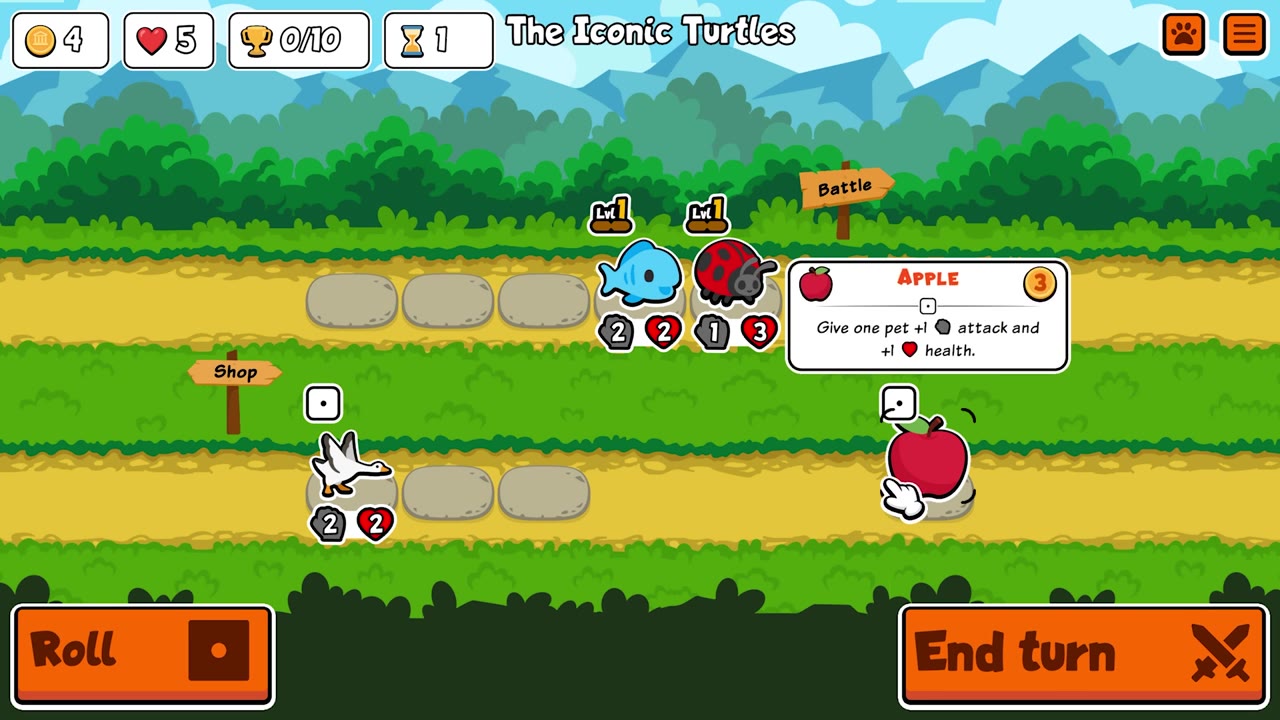 4
5
0/10
1
The Iconic Turtles
Battle
Lvl1
Lvl1
2 2
1 3
Apple
3
Give one pet +1 attack and
+1 health.
Shop
2 2
Roll
End turn